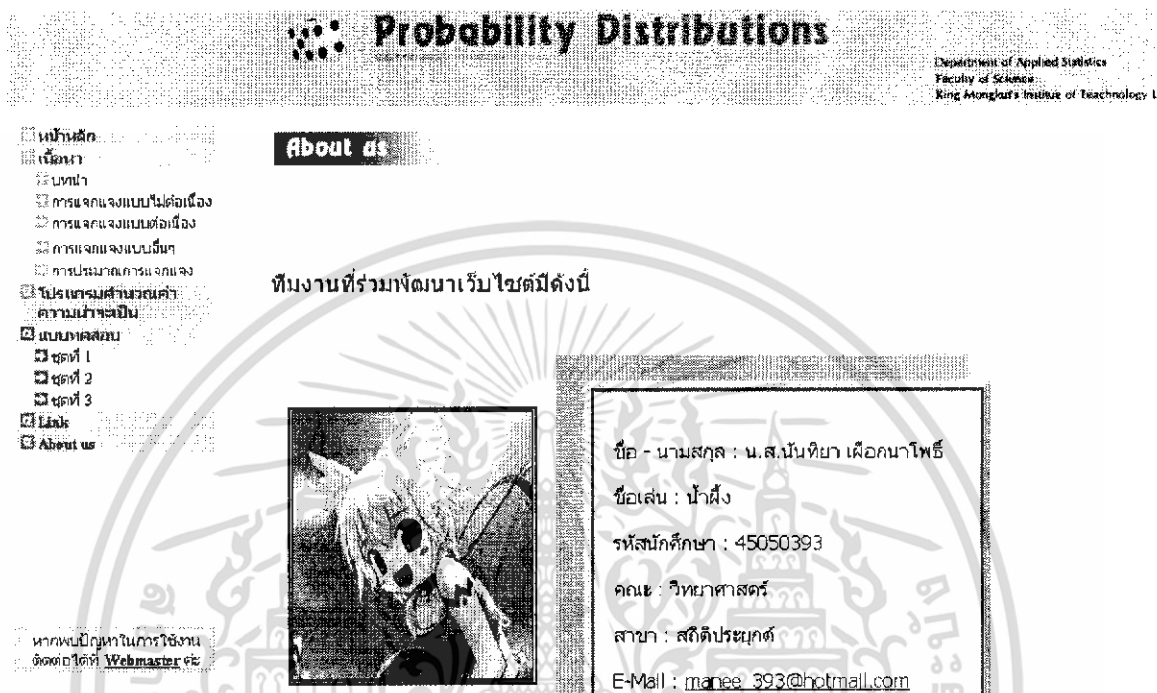 Probability Distributions
Department of Applied Statistics
Faculty of Science
King Mongkut's Institue of Teachnology L
หน้าหลัก
เนื้อหา
บทนำ
การแจกแจงแบบไม่ต่อเนื่อง
การแจกแจงแบบต่อเนื่อง
การแจกแจงแบบอื่นๆ
การประมาณการแจกแจง
โปรแกรมคำนวณค่า
ความน่าจะเป็น
แบบทดสอบ
ชุดที่ 1
ชุดที่ 2
ชุดที่ 3
Link
About us
หากพบปัญหาในการใช้งาน
ติดต่อได้ที่ Webmaster ค่ะ
About us
ทีมงานที่ร่วมพัฒนาเว็บไซต์มีดังนี้
ชื่อ - นามสกุล : น.ส.นันทิยา เผือกนาโพธิ์
ชื่อเล่น : น้ำผึ้ง
รหัสนักศึกษา : 45050393
คณะ : วิทยาศาสตร์
สาขา : สถิติประยุกต์
E-Mail : manee_393@hotmail.com